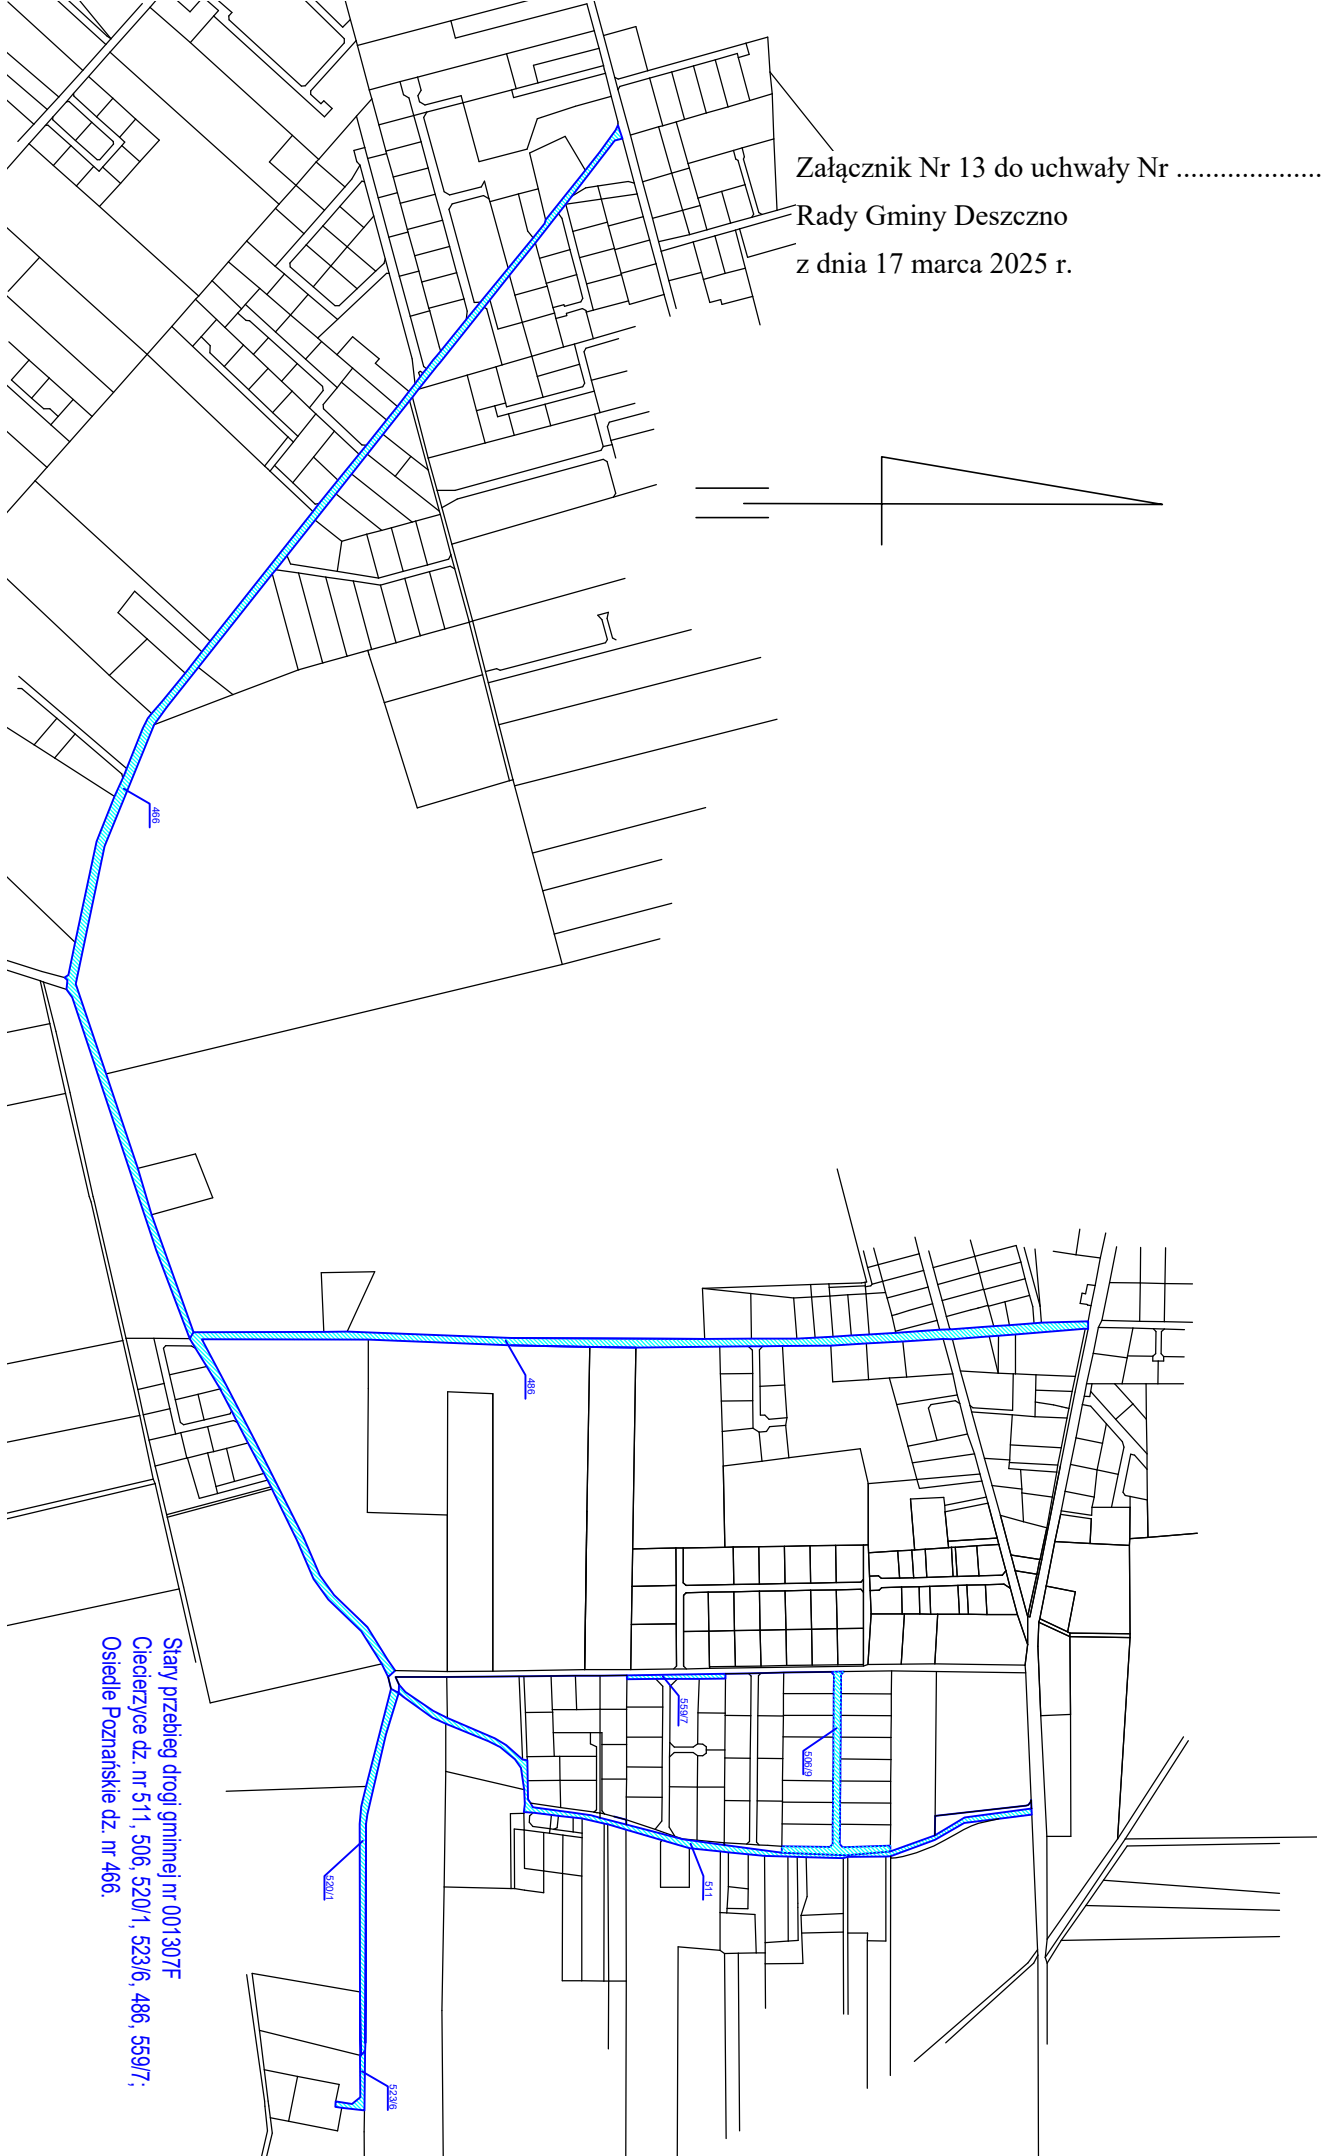 Załącznik Nr 13 do uchwały Nr ....................
Rady Gminy Deszczno
z dnia 17 marca 2025 r.
466
486
559/7
506/9
511
520/1
523/6
Stary przebieg drogi gminnej nr 001307F
Ciecierzyce dz. nr 511, 506, 520/1, 523/6, 486, 559/7;
Osiedle Poznańskie dz. nr 466.